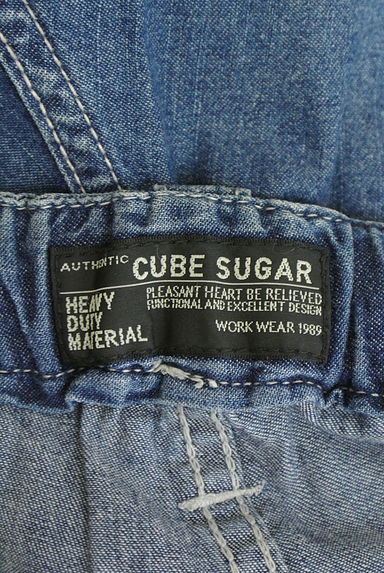 AUTHENTIC CUBE SUGAR
HEAVY DUTY MATERIAL
PLEASANT HEART BE RELIEVED
FUNCTIONAL AND EXCELLENT DESIGN
WORK WEAR 1989